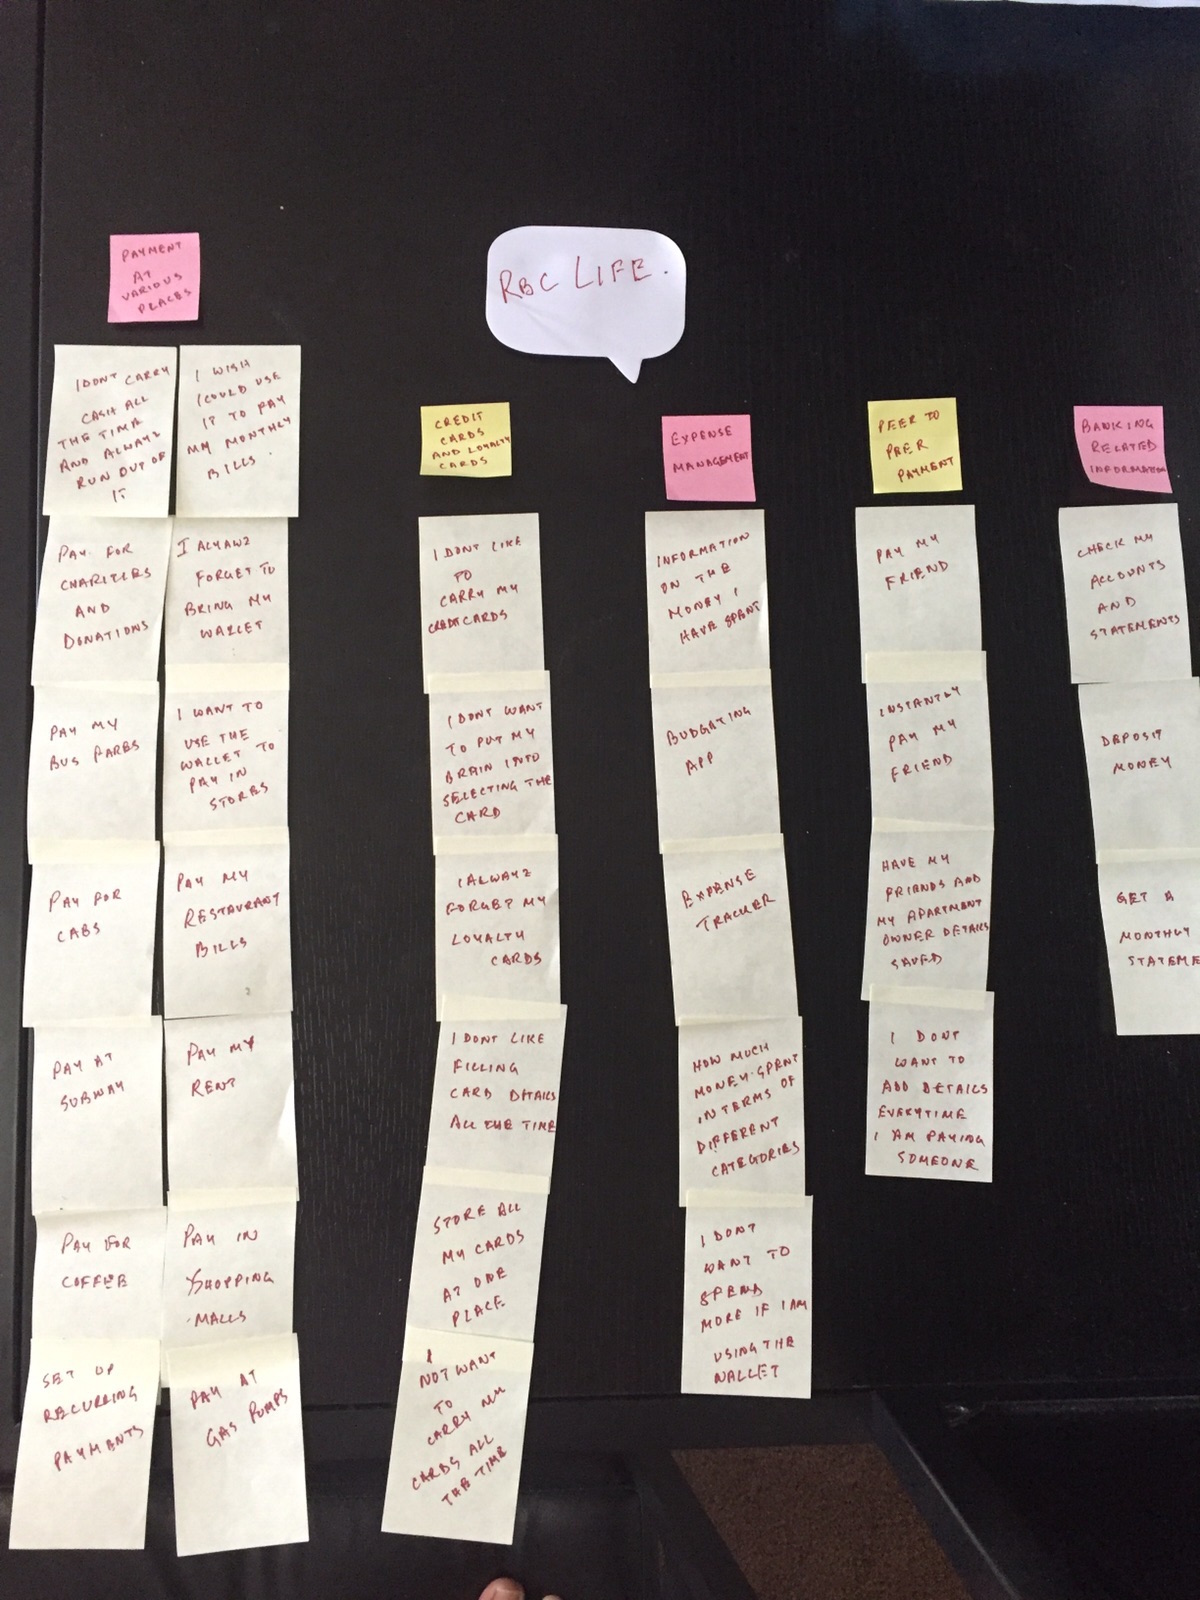 RBC LIFE.
PAYMENT
AT
VARIOUS
PLACES
I DONT CARRY
CASH ALL
THE TIME
AND ALWAYZ
RUN OUT OF
IT
PAY FOR
CHARITIES
AND
DONATIONS
PAY MY
BUS FARES
PAY FOR
CABS
PAY AT
SUBWAY
PAY FOR
COFFEE
SET UP
RECURRING
PAYMENTS
I WISH
I COULD USE
IT TO PAY
MY MONTHLY
BILLS.
I ALYAWZ
FORGET TO
BRING MY
WALLET
I WANT TO
USE THE
WALLET TO
PAY IN
STORES
PAY MY
RESTAURANT
BILLS
PAY MY
RENT
PAY IN
SHOPPING
MALLS
PAY AT
GAS PUMPS
CREDIT
CARDS
AND LOYALTY
CARDS
I DONT LIKE
TO
CARRY MY
CREDIT CARDS
I DONT WANT
TO PUT MY
BRAIN INTO
SELECTING THE
CARD
I ALWAYZ
FORGET MY
LOYALTY
CARDS
I DONT LIKE
FILLING
CARD DETAILS
ALL THE TIME
STORE ALL
MY CARDS
AT ONE
PLACE
I
NOT WANT
TO
CARRY MY
CARDS ALL
THE TIME
EXPENSE
MANAGEMENT
INFORMATION
ON THE
MONEY I
HAVE SPENT
BUDGATING
APP
EXPENSE
TRACKER
HOW MUCH
MONEY SPENT
IN TERMS OF
DIFFERENT
CATEGORIES
I DONT
WANT TO
SPEND
MORE IF I AM
USING THE
WALLET
PEER TO
PEER
PAYMENT
PAY MY
FRIEND
INSTANTLY
PAY MY
FRIEND
HAVE MY
FRIENDS AND
MY APARTMENT
OWNER DETAILS
SAVED
I DONT
WANT TO
ADD DETAILS
EVERYTIME
I AM PAYING
SOMEONE
BANKING
RELATED
INFORMATION
CHECK MY
ACCOUNTS
AND
STATEMENTS
DEPOSIT
MONEY
GET A
MONTHLY
STATEME